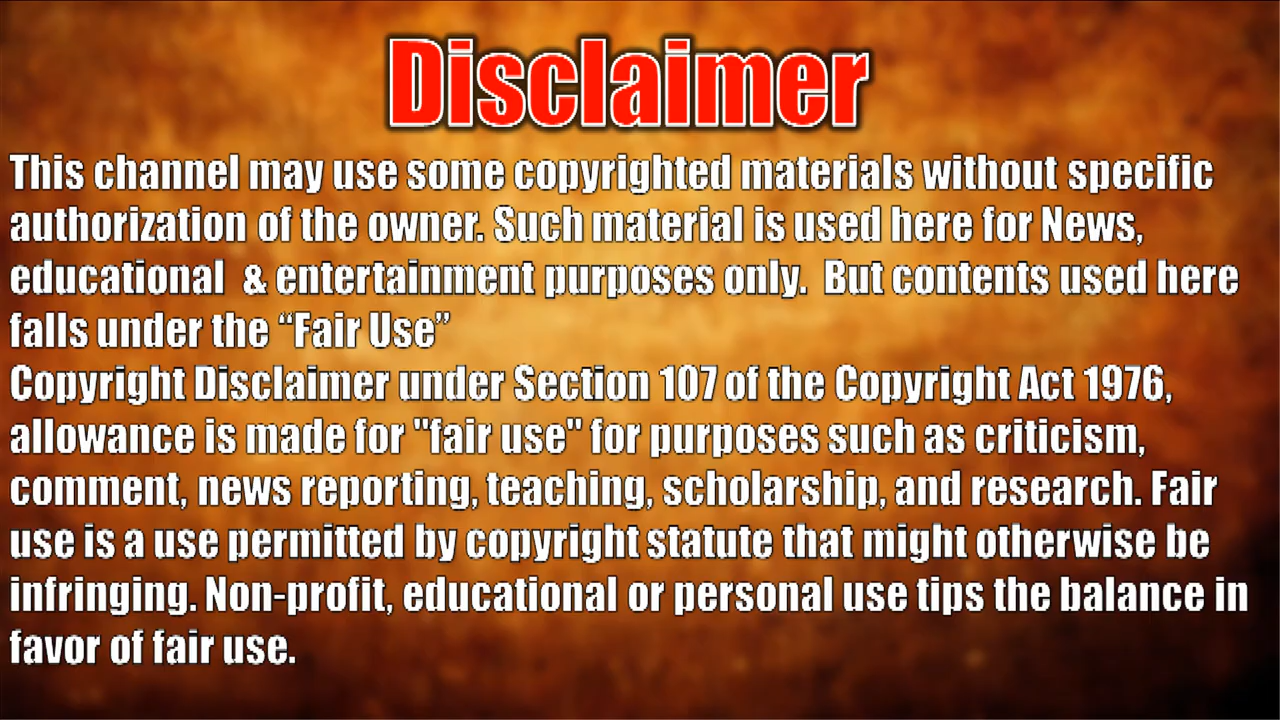 Disclaimer
This channel may use some copyrighted materials without specific
authorization of the owner. Such material is used here for News,
educational  & entertainment purposes only.  But contents used here
falls under the “Fair Use”
Copyright Disclaimer under Section 107 of the Copyright Act 1976,
allowance is made for "fair use" for purposes such as criticism,
comment, news reporting, teaching, scholarship, and research. Fair
use is a use permitted by copyright statute that might otherwise be
infringing. Non-profit, educational or personal use tips the balance in
favor of fair use.